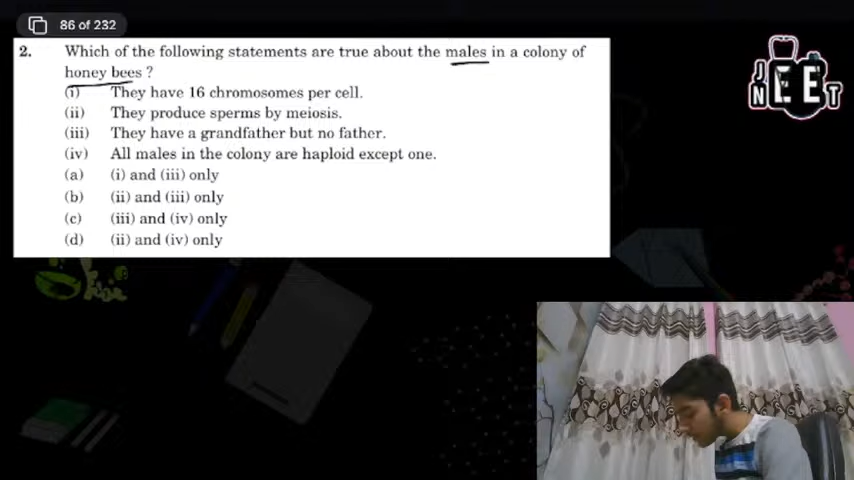 86 of 232
2. Which of the following statements are true about the males in a colony of
honey bees ?
(i) They have 16 chromosomes per cell.
(ii) They produce sperms by meiosis.
(iii) They have a grandfather but no father.
(iv) All males in the colony are haploid except one.
(a) (i) and (iii) only
(b) (ii) and (iii) only
(c) (iii) and (iv) only
(d) (ii) and (iv) only
NEET